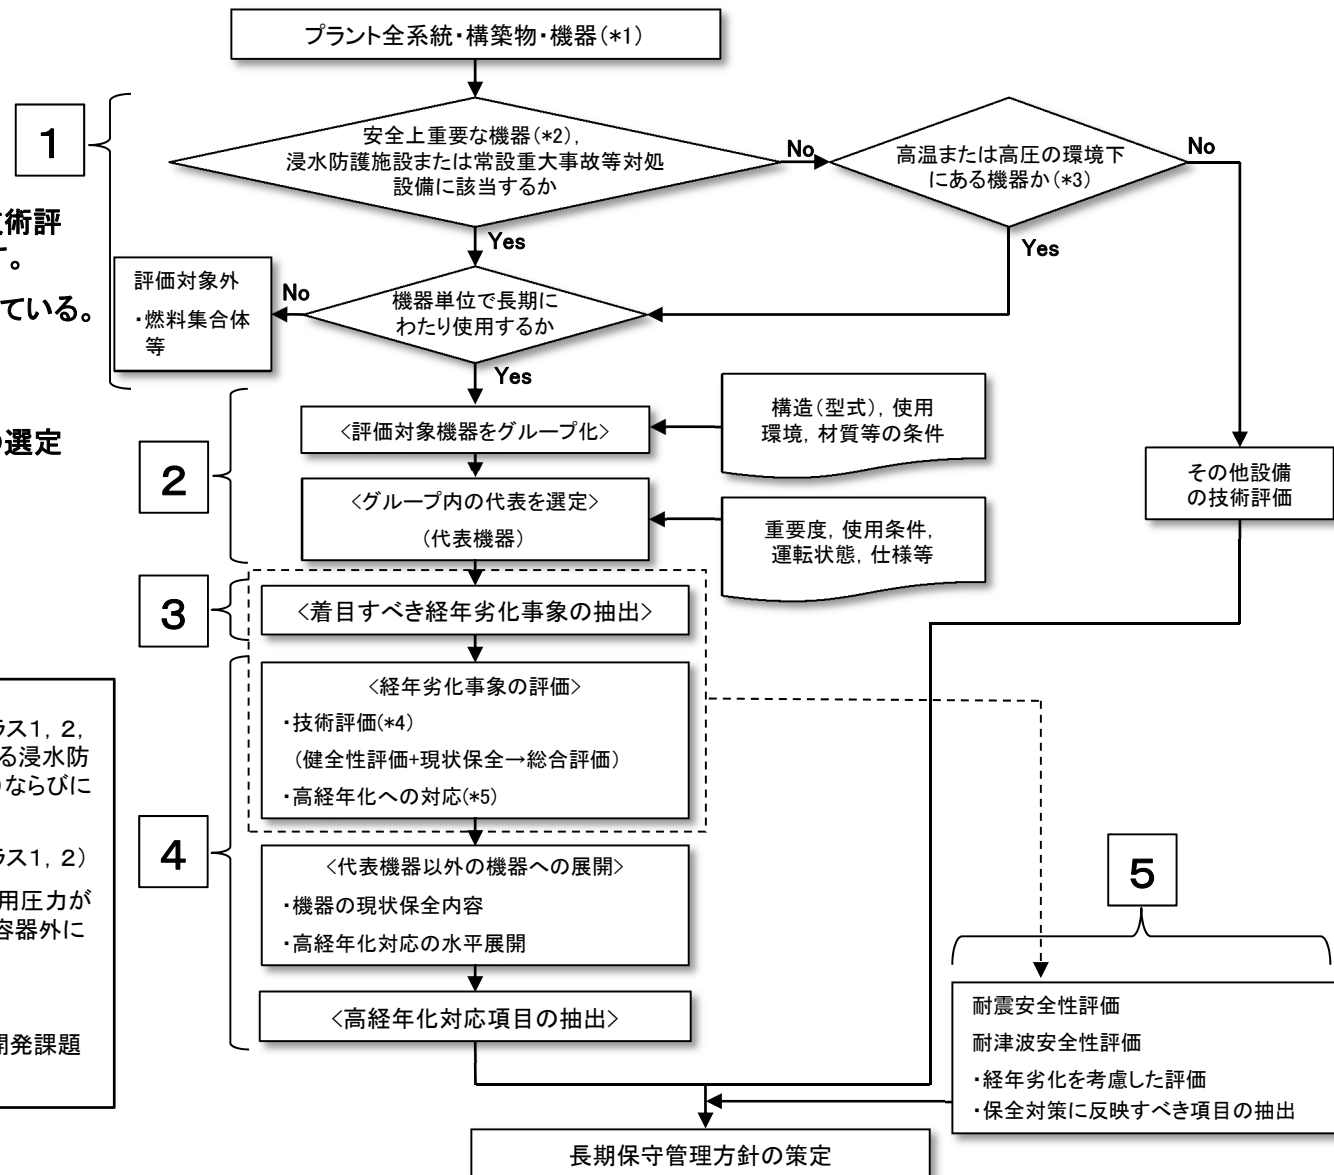 プラント全系統・構築物・機器(*1)
1
安全上重要な機器(*2),
浸水防護施設または常設重大事故等対処
設備に該当するか
No
高温または高圧の環境下
にある機器か(*3)
No
Yes
Yes
術評
。
ている。
評価対象外
・燃料集合体
等
No
機器単位で長期に
わたり使用するか
Yes
選定
2
<評価対象機器をグループ化>
構造(型式), 使用
環境, 材質等の条件
<グループ内の代表を選定>
(代表機器)
重要度, 使用条件,
運転状態, 仕様等
その他設備
の技術評価
3
<着目すべき経年劣化事象の抽出>
4
<経年劣化事象の評価>
・技術評価(*4)
(健全性評価+現状保全→総合評価)
・高経年化への対応(*5)
ラス1, 2,
る浸水防
)ならびに
ラス1, 2)
用圧力が
容器外に
開発課題
<代表機器以外の機器への展開>
・機器の現状保全内容
・高経年化対応の水平展開
<高経年化対応項目の抽出>
5
耐震安全性評価
耐津波安全性評価
・経年劣化を考慮した評価
・保全対策に反映すべき項目の抽出
長期保守管理方針の策定